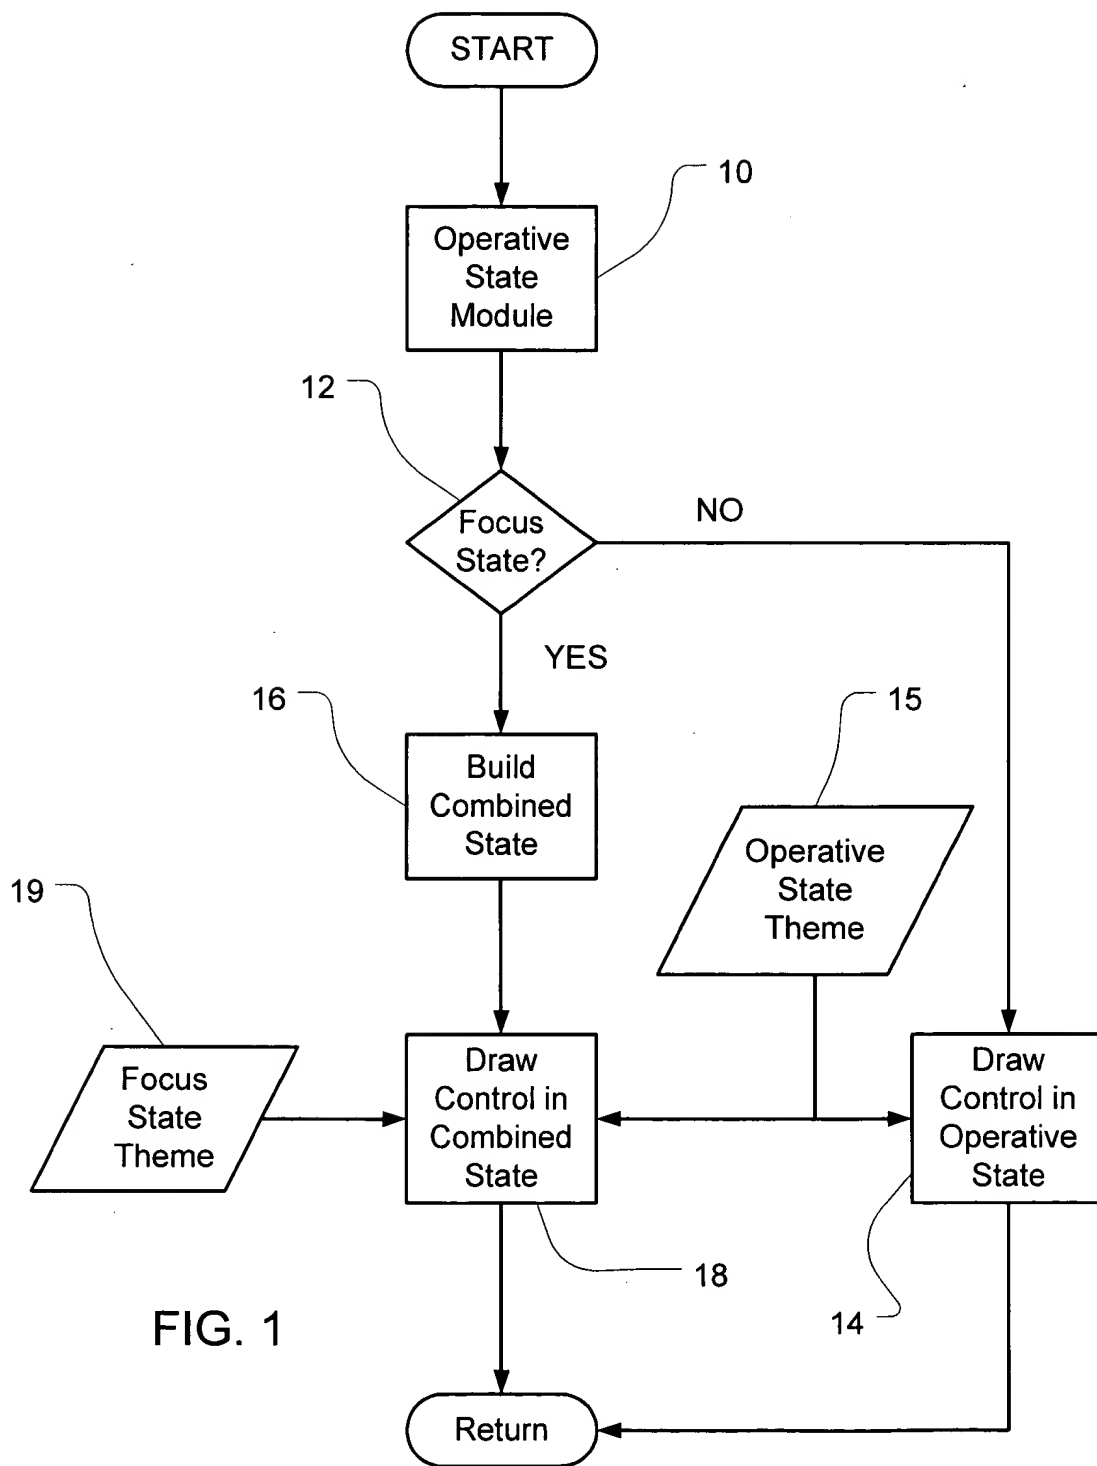 START
10
Operative
State
Module
12
Focus
State?
NO
YES
16
Build
Combined
State
15
Operative
State
Theme
19
Focus
State
Theme
Draw
Control in
Combined
State
Draw
Control in
Operative
State
18
14
FIG. 1
Return